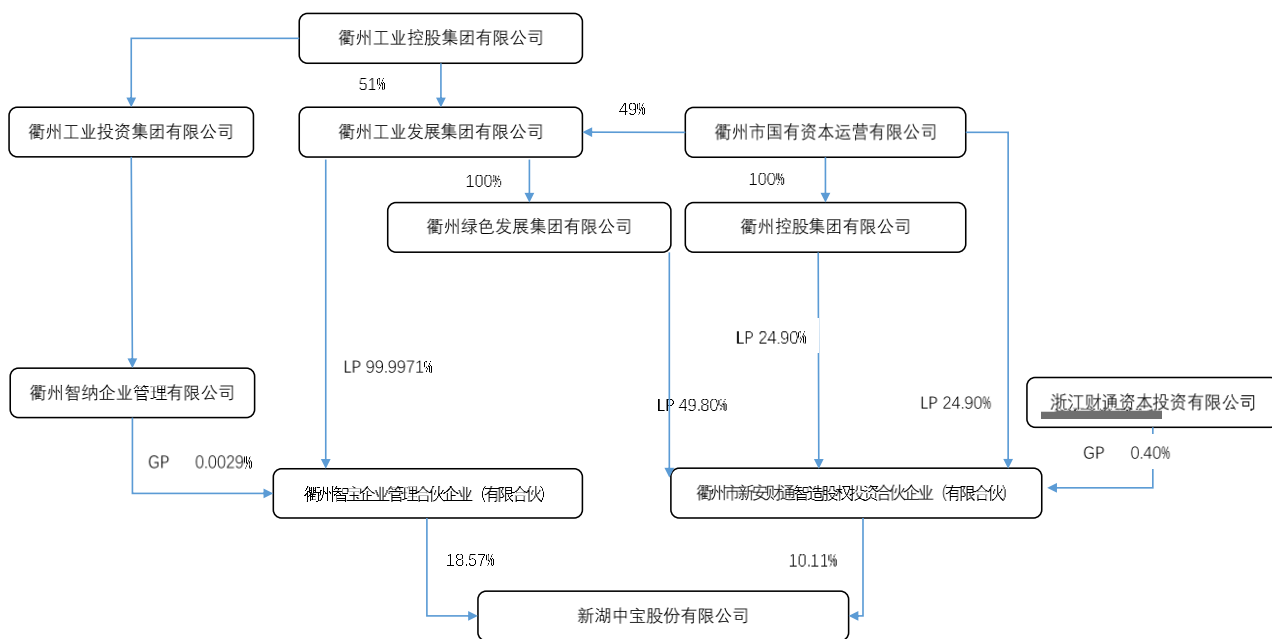 衢州工业控股集团有限公司
51%
衢州工业投资集团有限公司
衢州工业发展集团有限公司
49%
衢州市国有资本运营有限公司
100%
100%
衢州绿色发展集团有限公司
衢州控股集团有限公司
LP 24.90%
LP 99.9971%
衢州智纳企业管理有限公司
LP 49.80%
LP 24.90%
浙江财通资本投资有限公司
GP 0.0029%
GP 0.40%
衢州智宝企业管理合伙企业（有限合伙）
衢州市新安财通智造股权投资合伙企业（有限合伙）
18.57%
10.11%
新湖中宝股份有限公司